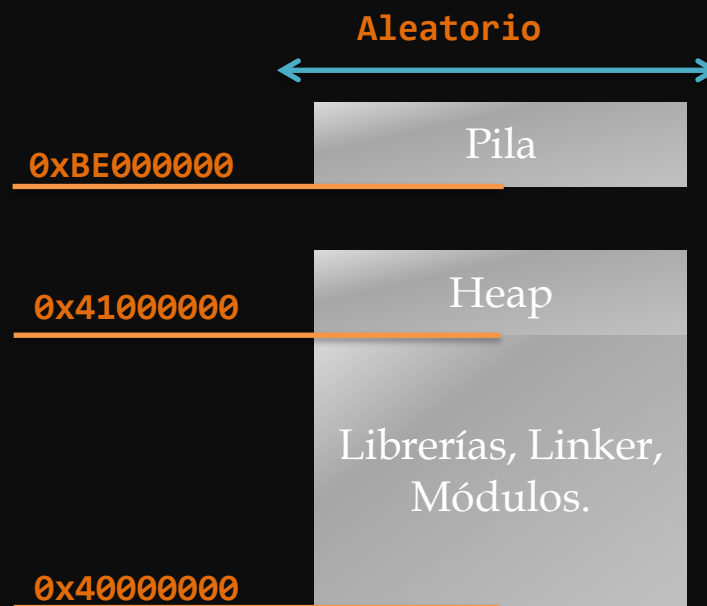 Aleatorio
Pila
0xBE000000
Heap
0x41000000
Librerías, Linker,
Módulos.
0x40000000